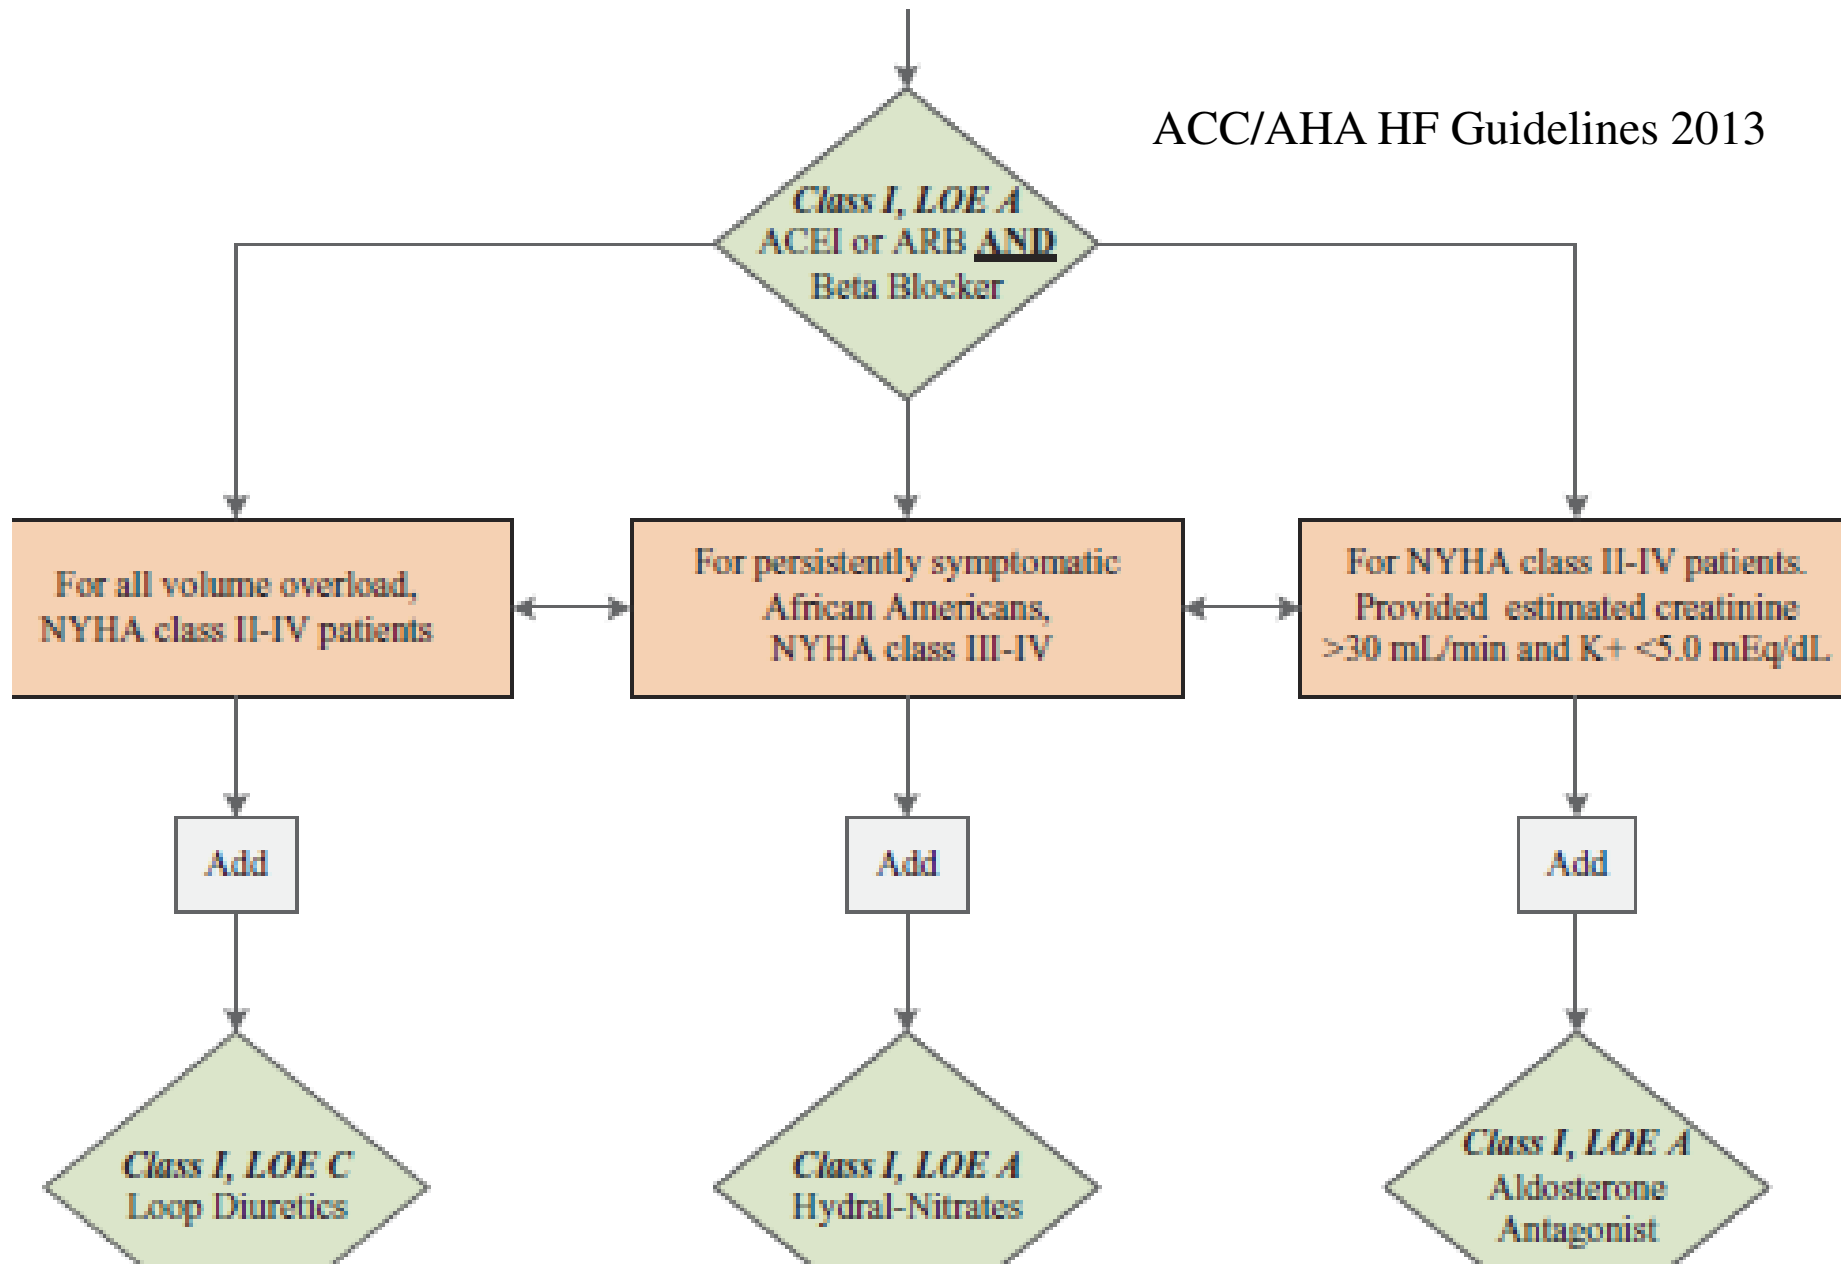 ACC/AHA HF Guidelines 2013
Class I, LOE A
ACEI or ARB AND
Beta Blocker
For all volume overload,
NYHA class II-IV patients
For persistently symptomatic
African Americans,
NYHA class III-IV
For NYHA class II-IV patients.
Provided estimated creatinine
>30 mL/min and K+ <5.0 mEq/dL
Add
Add
Add
Class I, LOE C
Loop Diuretics
Class I, LOE A
Hydral-Nitrates
Class I, LOE A
Aldosterone
Antagonist